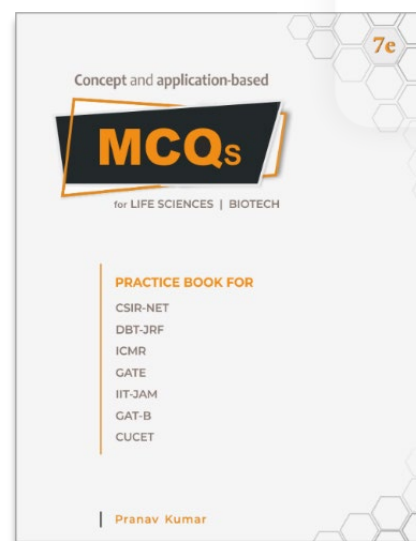 7e
Concept and application-based
MCQs
for LIFE SCIENCES | BIOTECH
PRACTICE BOOK FOR
CSIR-NET
DBT-JRF
ICMR
GATE
IIT-JAM
GAT-B
CUCET
Pranav Kumar